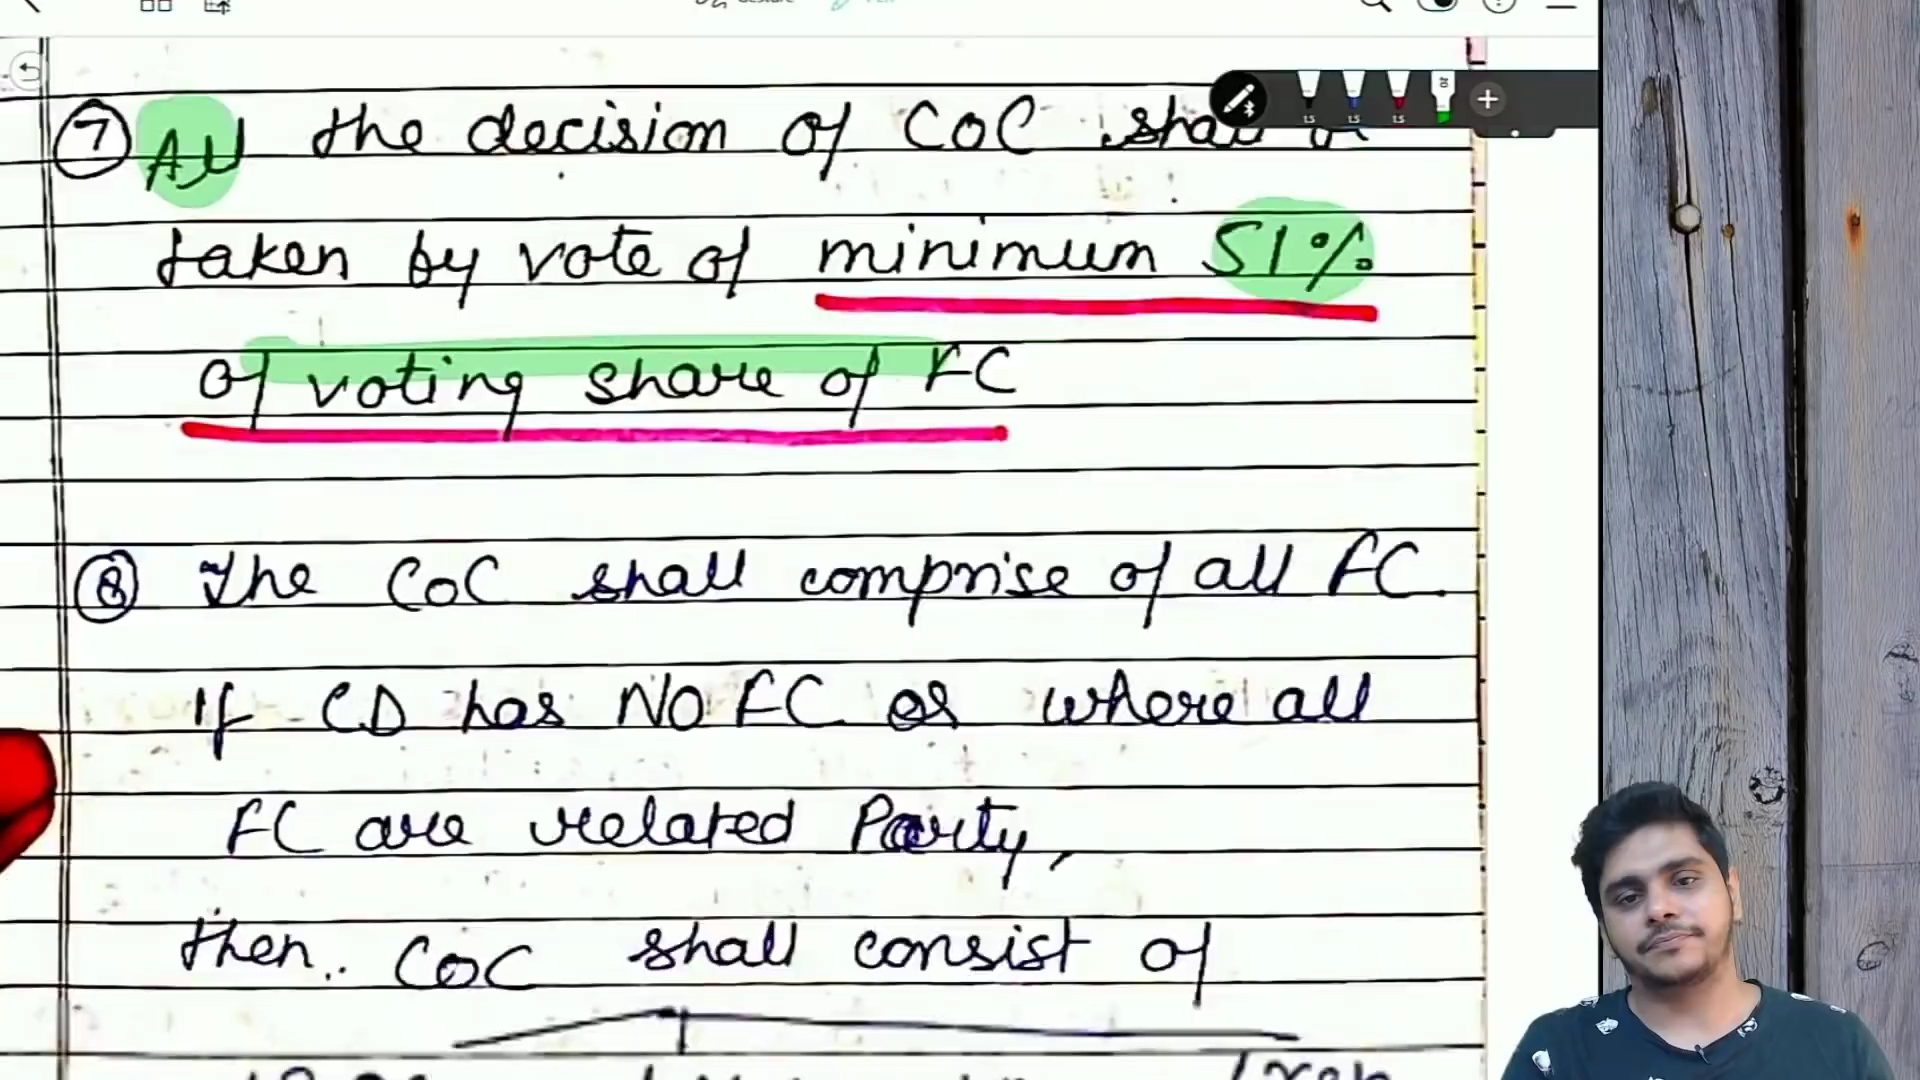 7 All the decision of CoC shall be
taken by vote of minimum 51%
of voting share of FC
8 The CoC shall comprise of all FC.
If CD has NO FC or where all
FC are related Party,
then.. CoC shall consist of